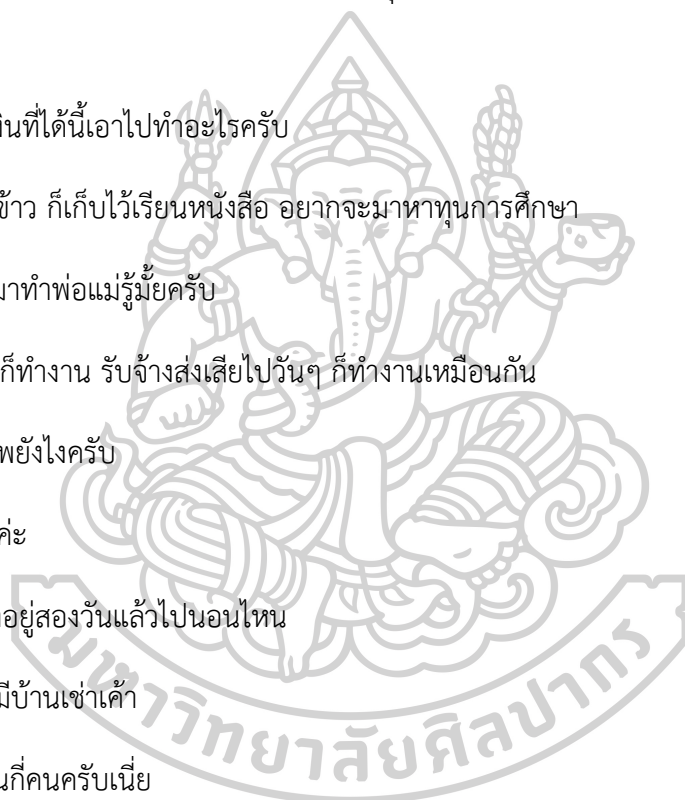 ินที่ได้นี้เอาไปทำอะไรครับ
ข้าว ก็เก็บไว้เรียนหนังสือ อยากจะมาหาทุนการศึกษา
มาทำพ่อแม่รู้มั้ยครับ
ก็ทำงาน รับจ้างส่งเสียไปวันๆ ก็ทำงานเหมือนกัน
พยังไงครับ
ค่ะ
อยู่สองวันแล้วไปนอนไหน
มีบ้านเช่าเค้า
นกี่คนครับเนี่ย
มหาวิทยาลัยศิลปากร